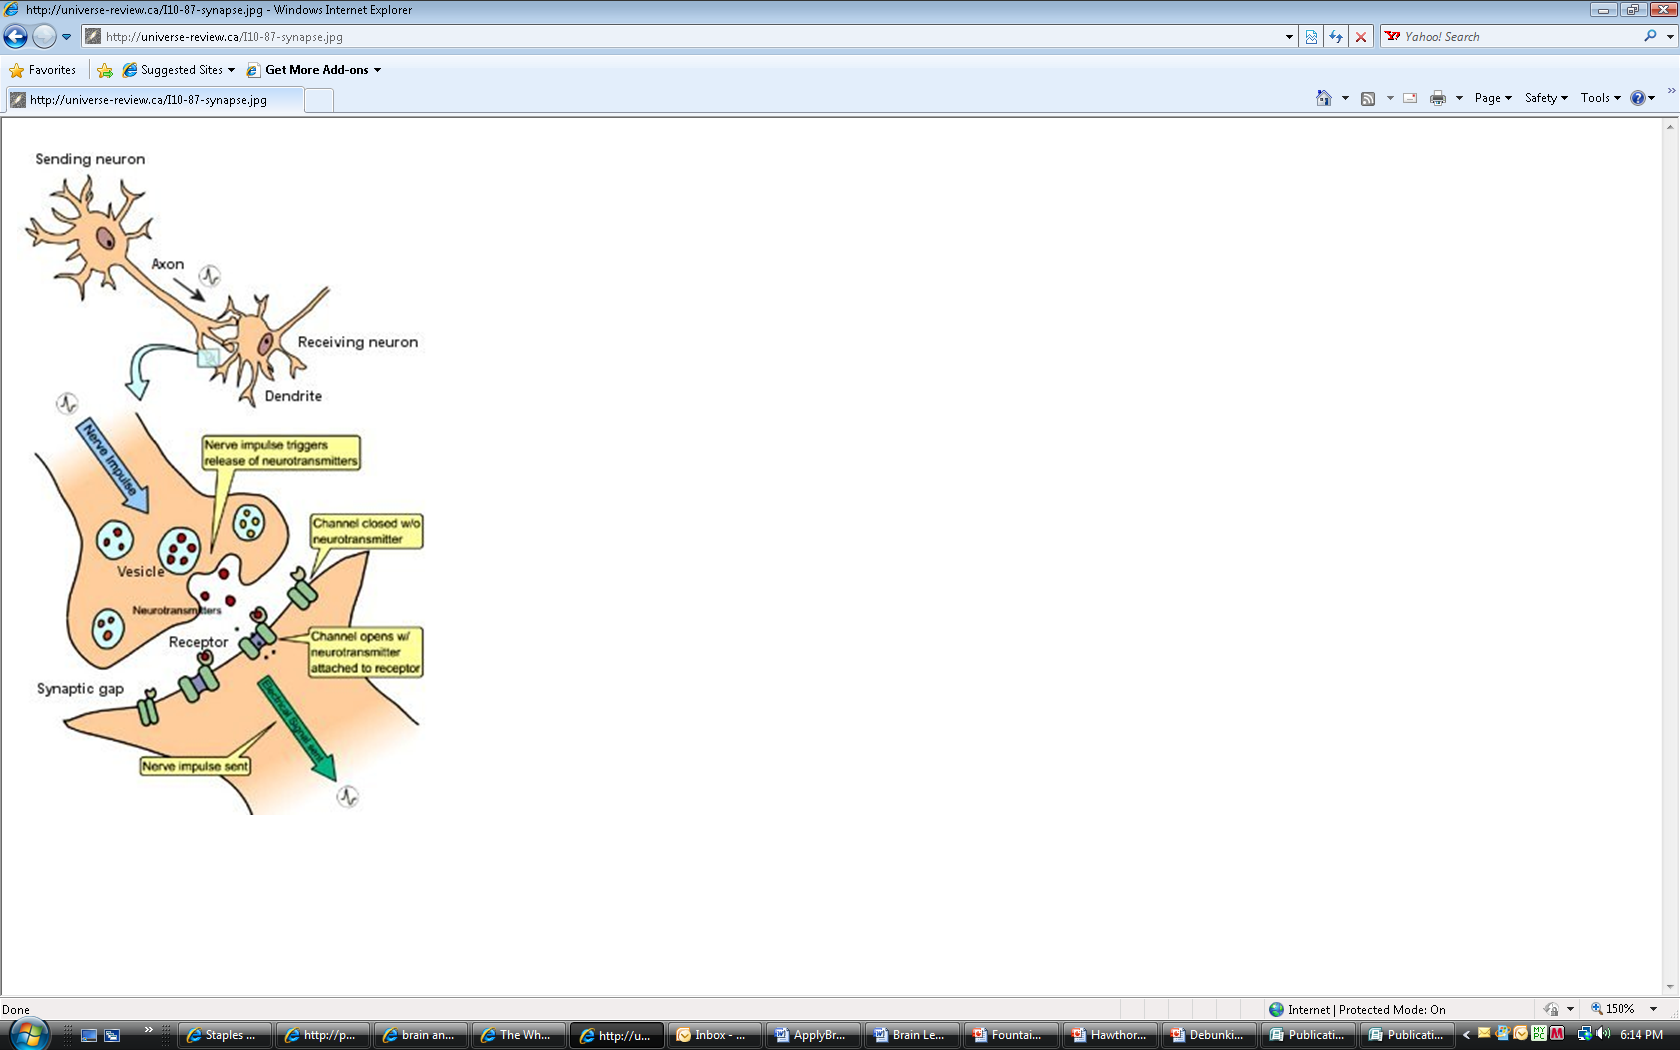 http://universe-review.ca/I10-87-synapse.jpg - Windows Internet Explorer
http://universe-review.ca/I10-87-synapse.jpg
Yahoo! Search
Favorites
Suggested Sites
Get More Add-ons
http://universe-review.ca/I10-87-synapse.jpg
Page
Safety
Tools
Sending neuron
Axon
Receiving neuron
Dendrite
Nerve Impulse
Nerve impulse triggers
release of neurotransmitters
Channel closed w/o
neurotransmitter
Vesicle
Neurotransmitters
Receptor
Channel opens w/
neurotransmitter
attached to receptor
Synaptic gap
Electrical Signal sent
Nerve impulse sent
Done
Internet | Protected Mode: On
150%
Staples ...
http://p...
brain an...
The Wh...
http://u...
Inbox - ...
ApplyBr...
Brain Le...
Fountai...
Hawthor...
Debunki...
Publicati...
Publicati...
MY PC
6:14 PM